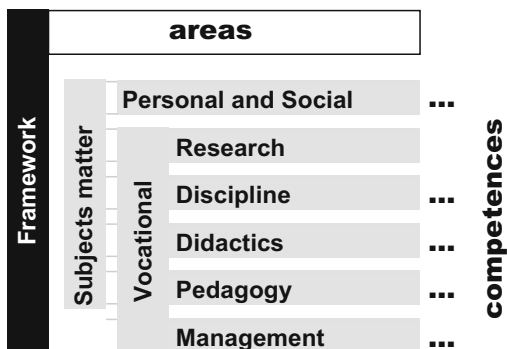 areas
Framework
Subjects matter
Personal and Social ...
Vocational
Research
Discipline ...
Didactics ...
Pedagogy ...
Management ...
competences